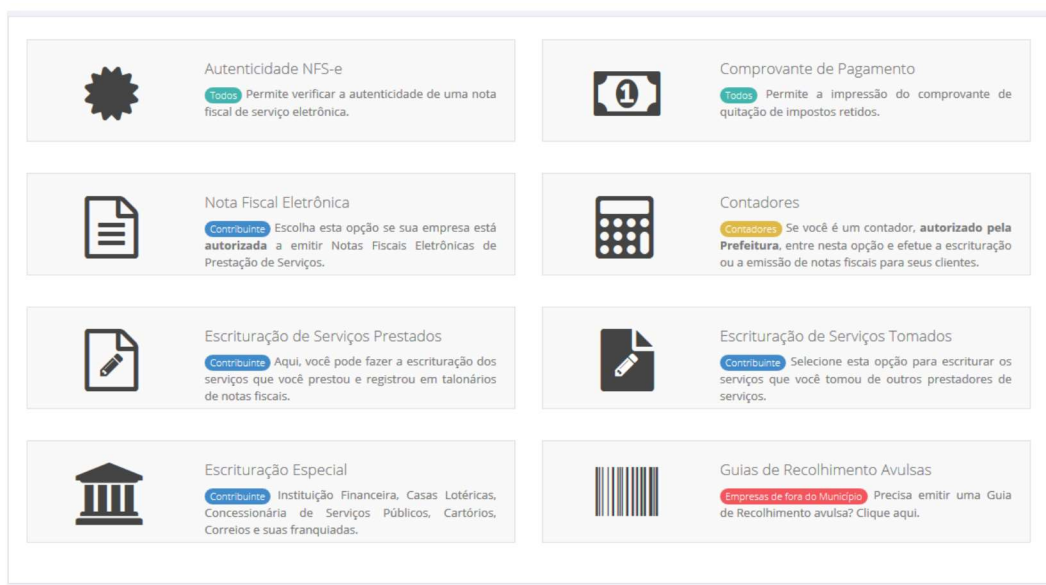 Autenticidade NFS-e
Todos Permite verificar a autenticidade de uma nota
fiscal de serviço eletrônica.
Comprovante de Pagamento
Todos Permite a impressão do comprovante de
quitação de impostos retidos.
Nota Fiscal Eletrônica
Contribuinte Escolha esta opção se sua empresa está
autorizada a emitir Notas Fiscais Eletrônicas de
Prestação de Serviços.
Contadores
Contadores Se você é um contador, autorizado pela
Prefeitura, entre nesta opção e efetue a escrituração
ou a emissão de notas fiscais para seus clientes.
Escrituração de Serviços Prestados
Contribuinte Aqui, você pode fazer a escrituração dos
serviços que você prestou e registrou em talonários
de notas fiscais.
Escrituração de Serviços Tomados
Contribuinte Selecione esta opção para escriturar os
serviços que você tomou de outros prestadores de
serviços.
Escrituração Especial
Contribuinte Instituição Financeira, Casas Lotéricas,
Concessionária de Serviços Públicos, Cartórios,
Correios e suas franquiadas.
Guias de Recolhimento Avulsas
Empresas de fora do Município Precisa emitir uma Guia
de Recolhimento avulsa? Clique aqui.
1